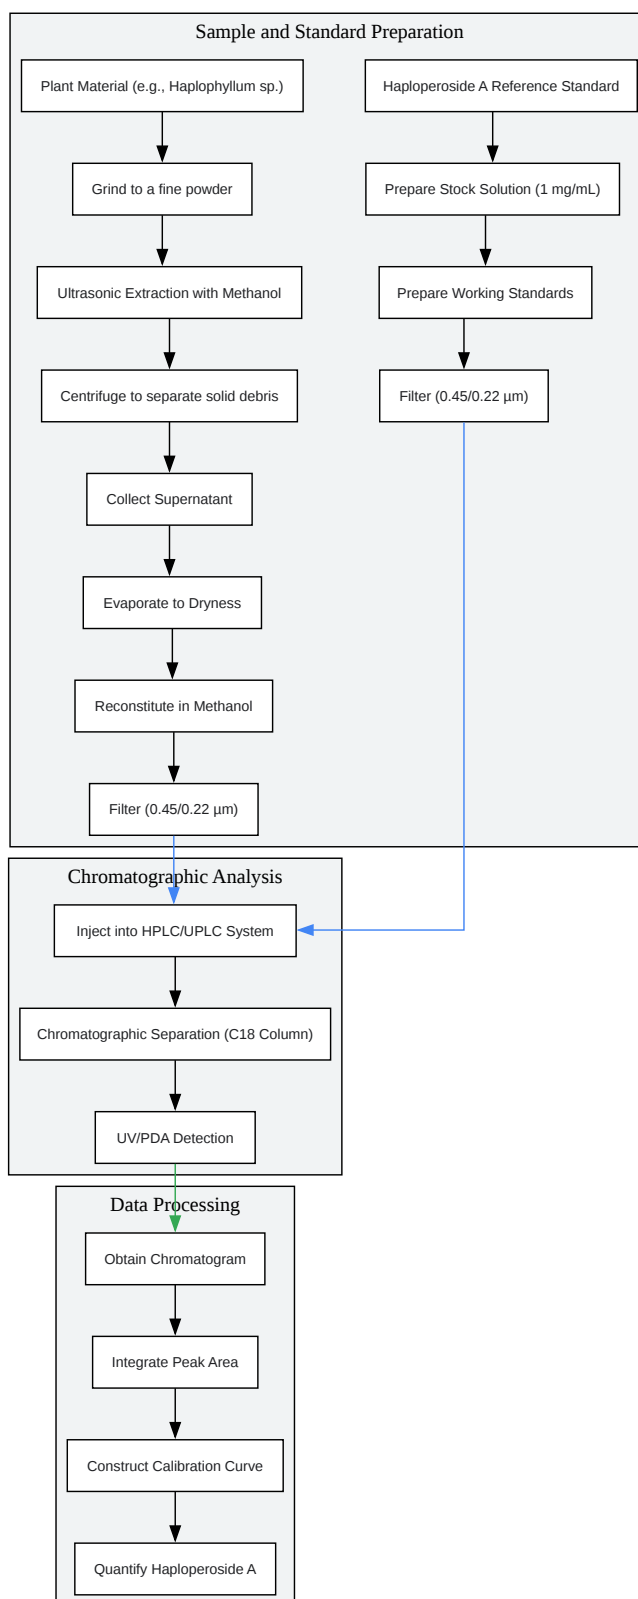 Sample and Standard Preparation
Plant Material (e.g., Haplophyllum sp.)
Haploperoside A Reference Standard
Grind to a fine powder
Prepare Stock Solution (1 mg/mL)
Ultrasonic Extraction with Methanol
Prepare Working Standards
Centrifuge to separate solid debris
Filter (0.45/0.22 µm)
Collect Supernatant
Evaporate to Dryness
Reconstitute in Methanol
Filter (0.45/0.22 µm)
Chromatographic Analysis
Inject into HPLC/UPLC System
Chromatographic Separation (C18 Column)
UV/PDA Detection
Data Processing
Obtain Chromatogram
Integrate Peak Area
Construct Calibration Curve
Quantify Haploperoside A